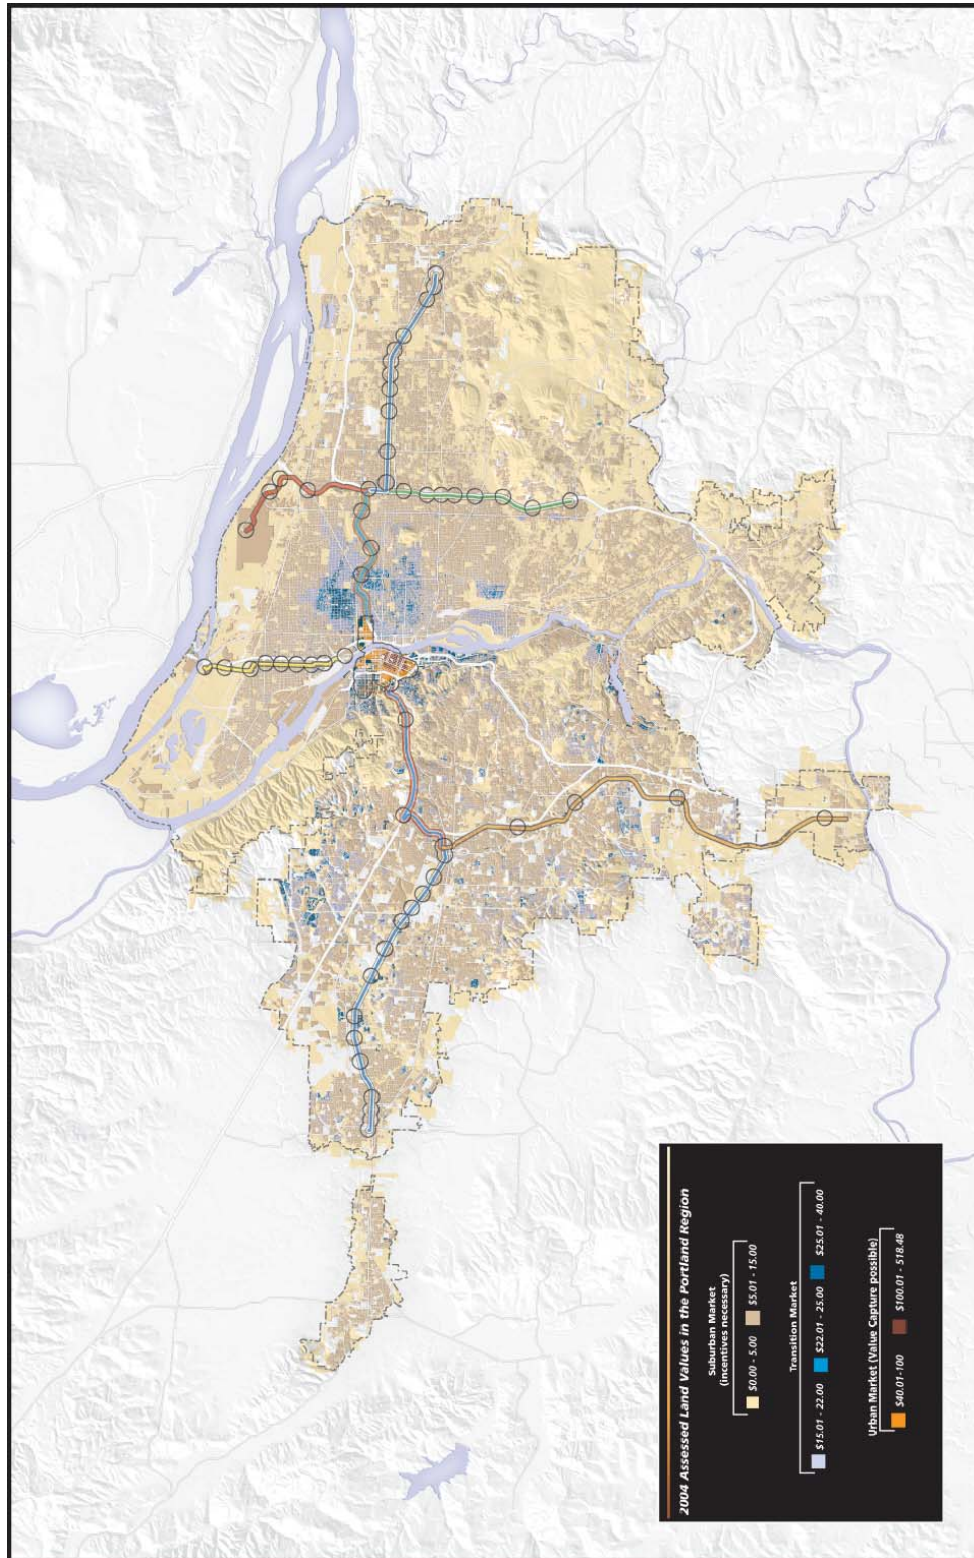 2004 Assessed Land Values in the Portland Region
Suburban Market
(incentives necessary)
$0.00 - 5.00 $5.01 - 15.00
Transition Market
$15.01 - 22.00 $22.01 - 25.00 $25.01 - 40.00
Urban Market (Value Capture possible)
$40.01-100 $100.01 - 518.48